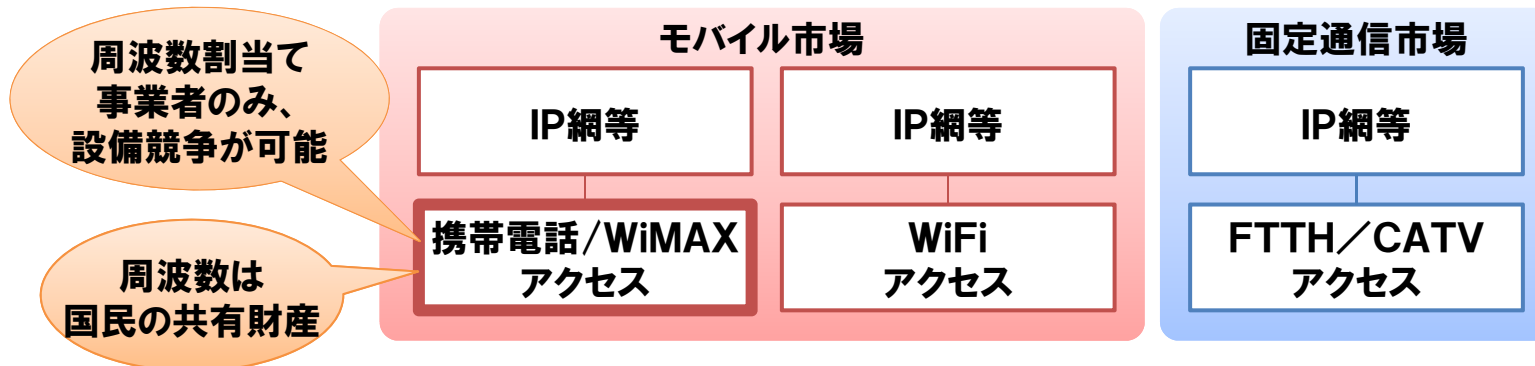 周波数割当て
事業者のみ、
設備競争が可能
周波数は
国民の共有財産
モバイル市場
IP網等
携帯電話/WiMAX
アクセス
IP網等
WiFi
アクセス
固定通信市場
IP網等
FTTH／CATV
アクセス